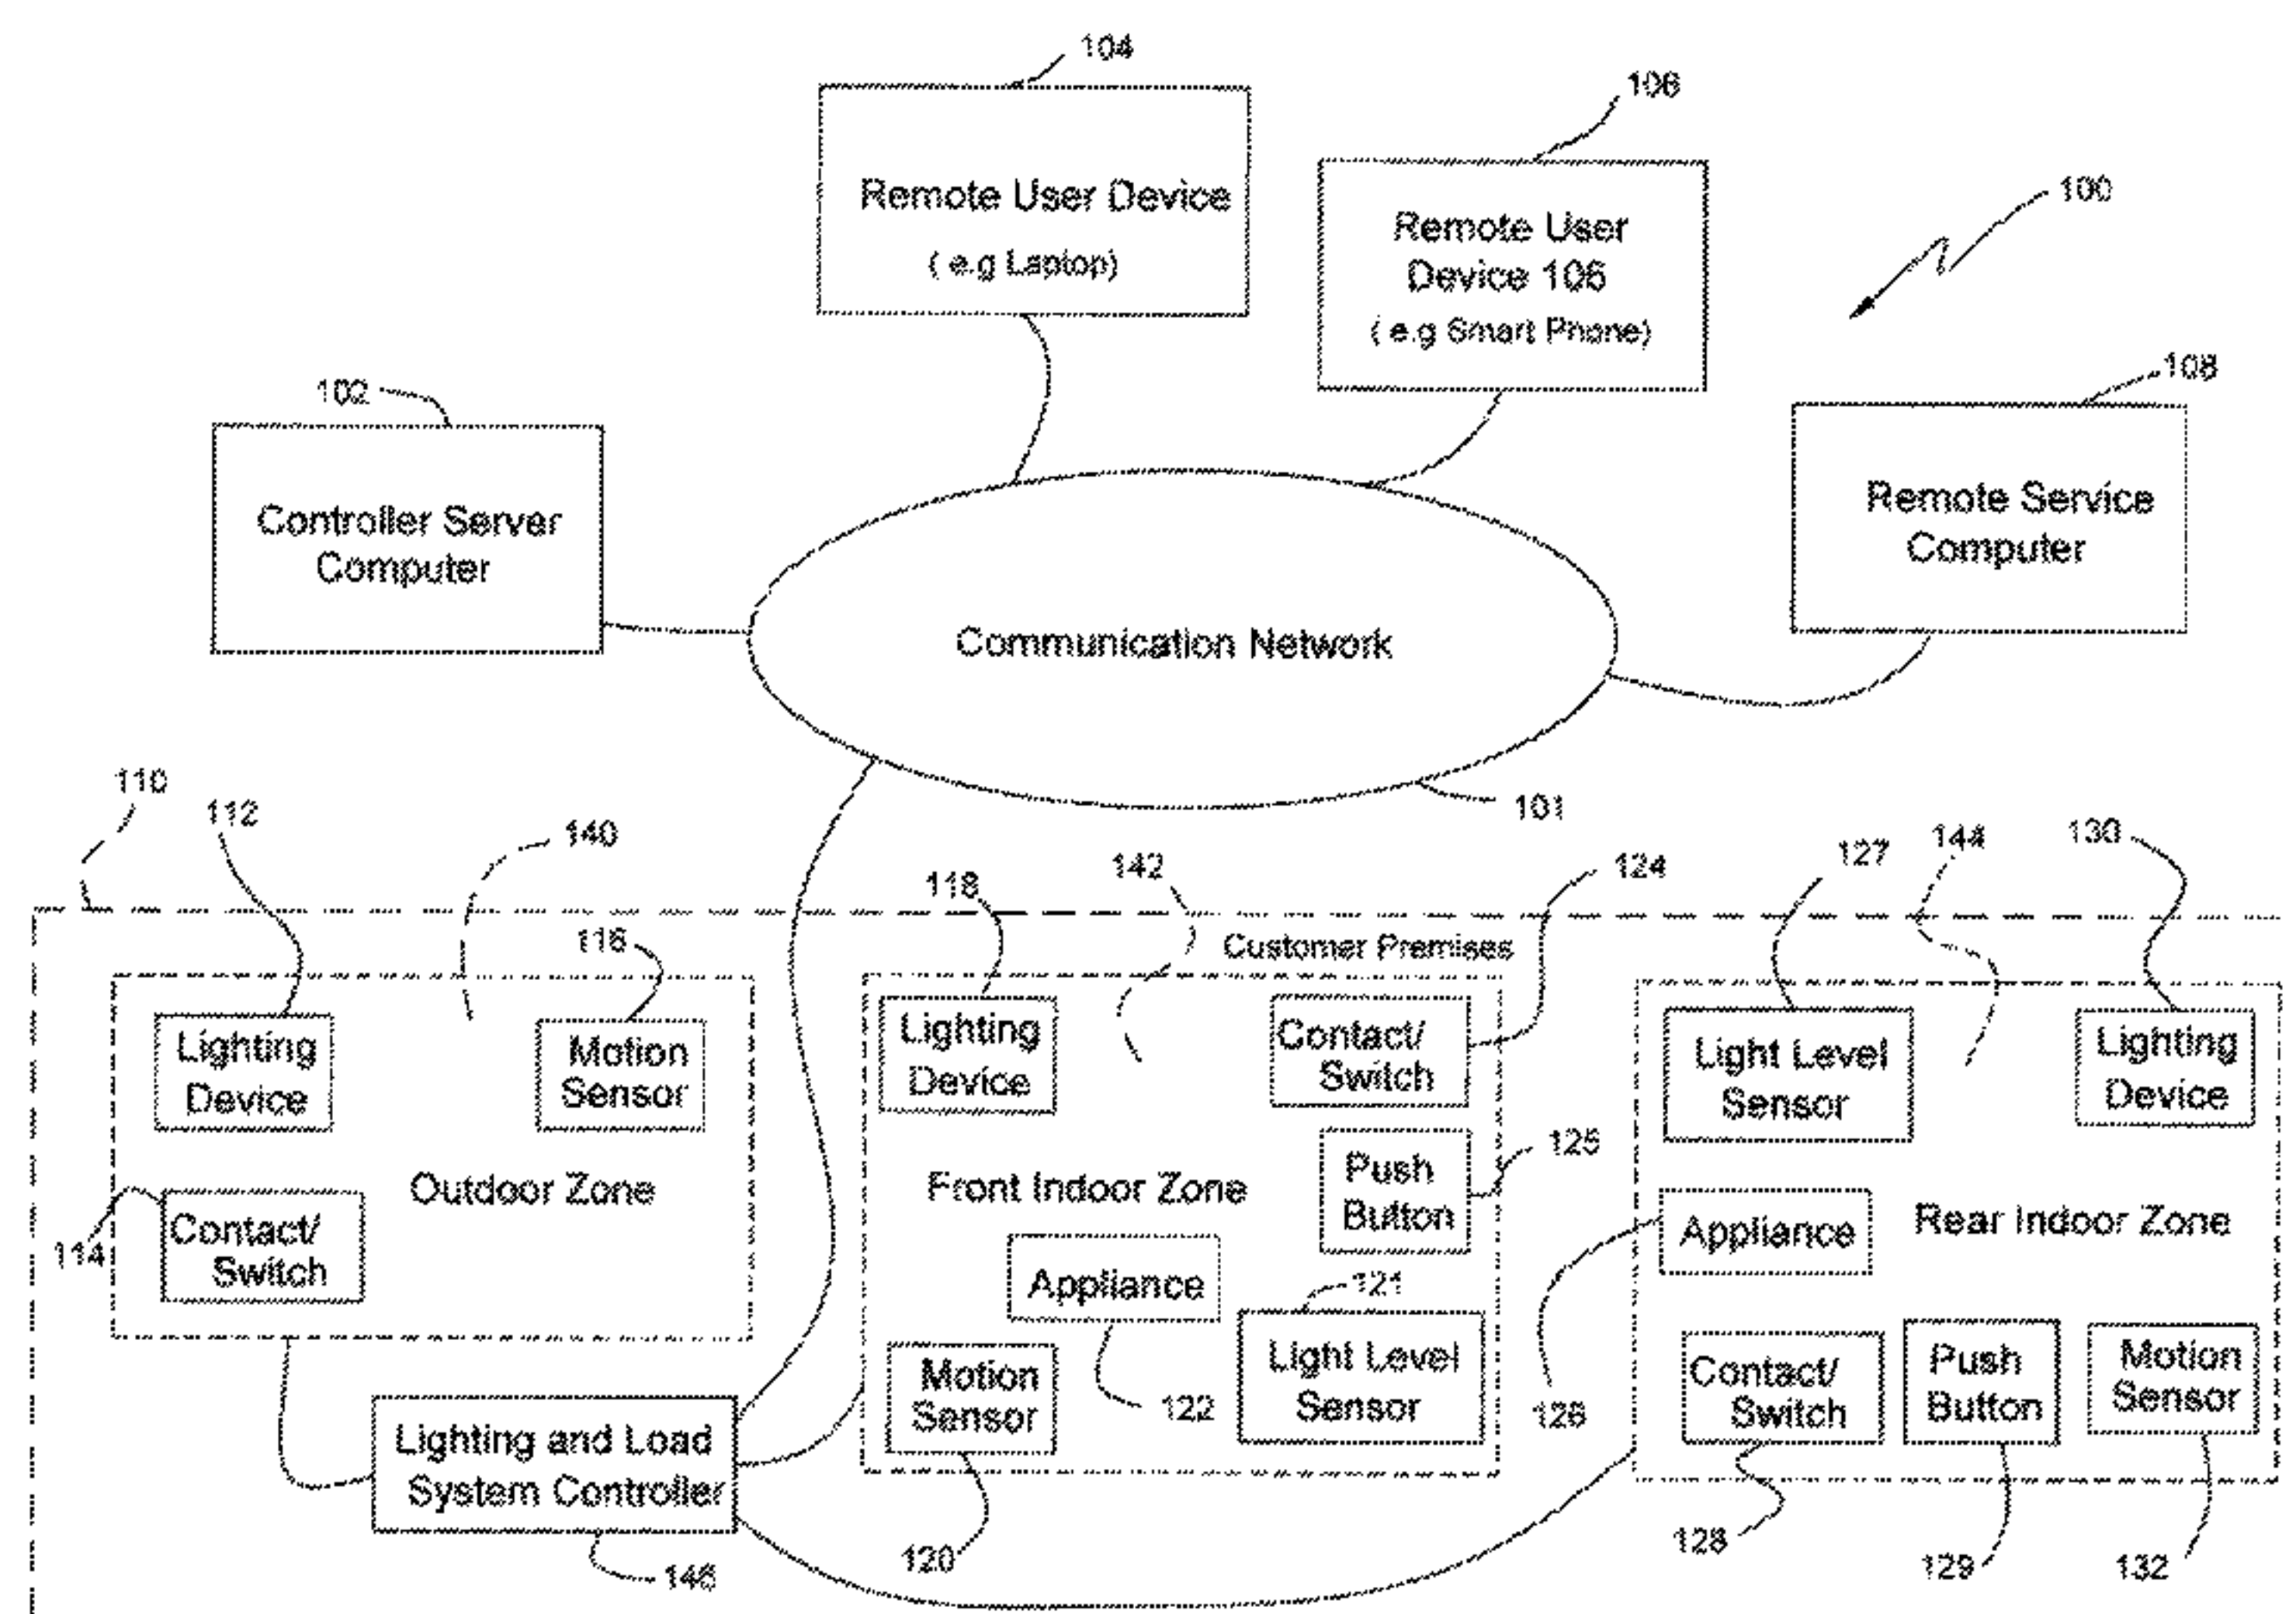 104
106
Remote User Device
( e.g Laptop)
Remote User
Device 106
( e.g Smart Phone)
100
102
108
Controller Server
Computer
Remote Service
Computer
Communication Network
101
110
112
140
116
118
142
124
127
144
130
Customer Premises
Lighting
Device
Motion
Sensor
Outdoor Zone
114
Contact/
Switch
Lighting
Device
Contact/
Switch
Front Indoor Zone
Push
Button
125
Appliance
122
121
Light Level
Sensor
Motion
Sensor
120
Light Level
Sensor
Lighting
Device
Appliance
Rear Indoor Zone
126
Contact/
Switch
128
Push
Button
129
Motion
Sensor
132
Lighting and Load
System Controller
146